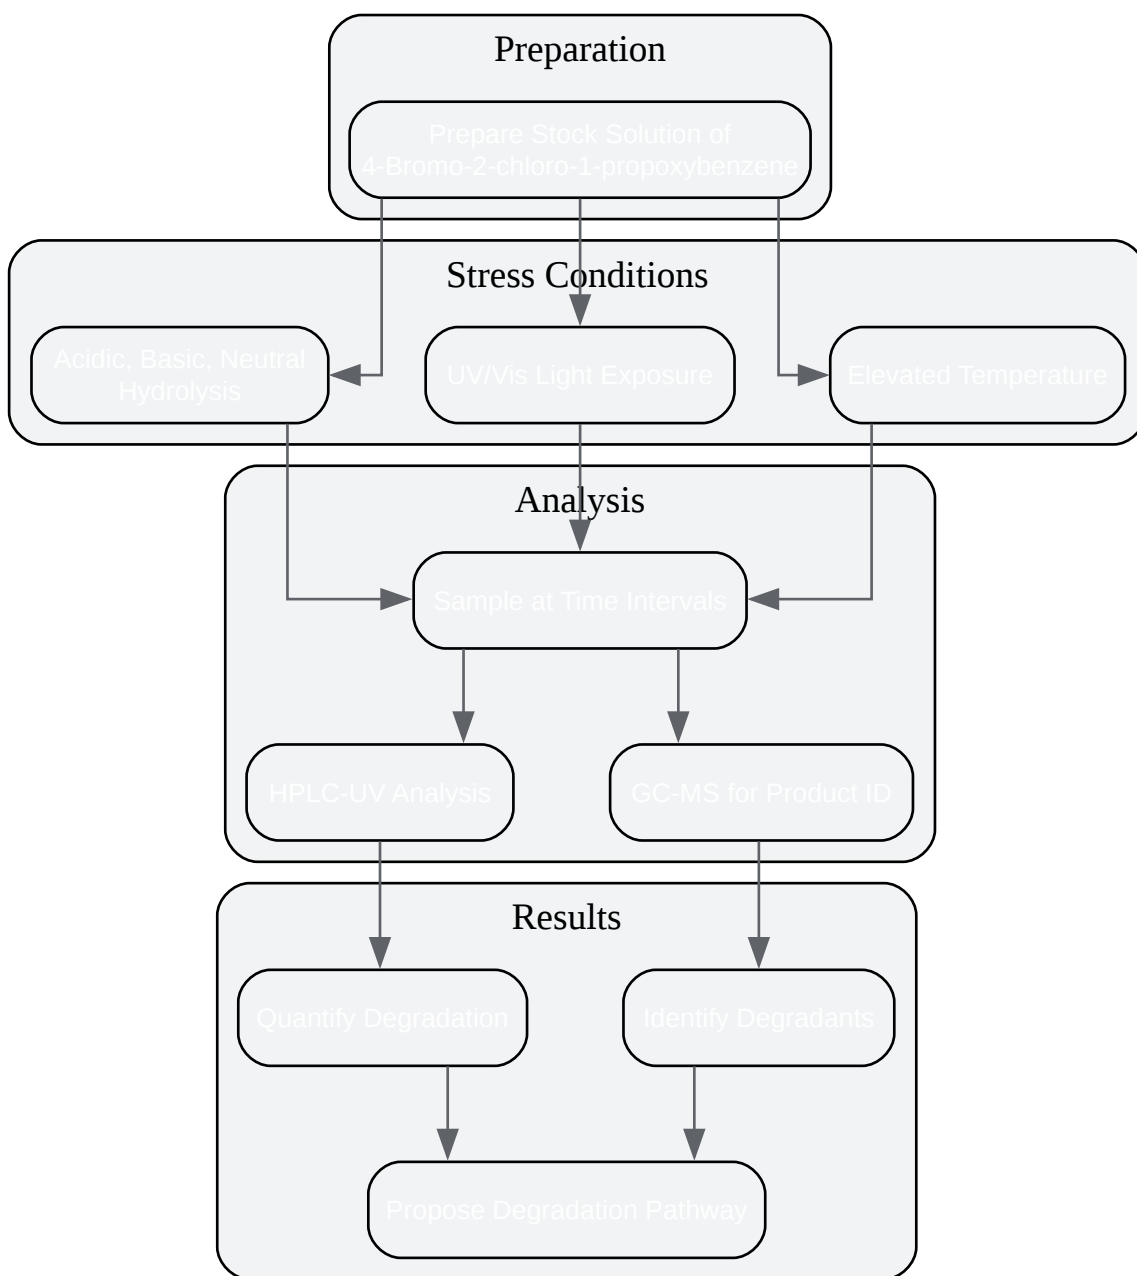 Preparation
Prepare Stock Solution of
4-Bromo-2-chloro-1-propoxybenzene
Stress Conditions
Acidic, Basic, Neutral
Hydrolysis
UV/Vis Light Exposure
Elevated Temperature
Analysis
Sample at Time Intervals
HPLC-UV Analysis
GC-MS for Product ID
Results
Quantify Degradation
Identify Degradants
Propose Degradation Pathway